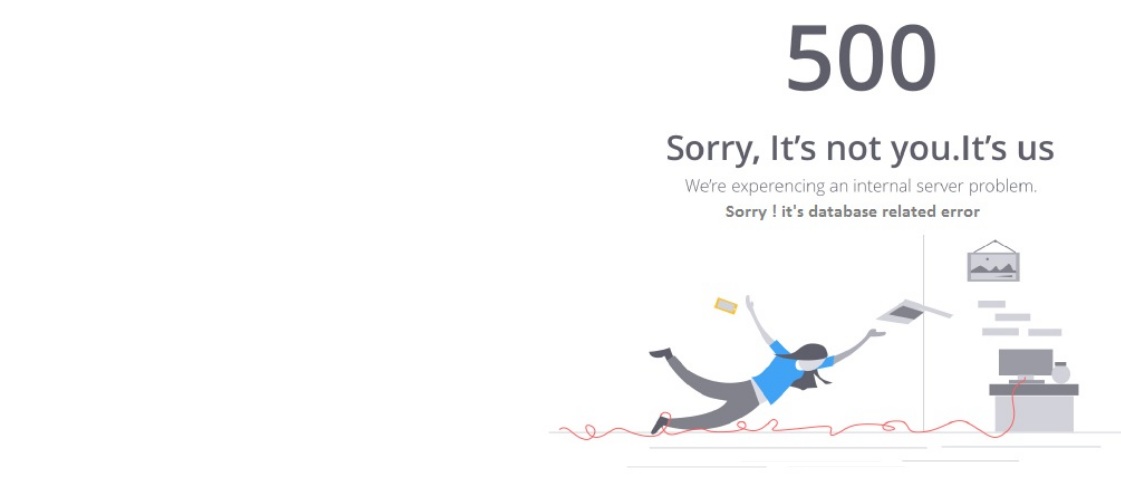 500
Sorry, It's not you.It's us
We're experencing an internal server problem.
Sorry ! it's database related error